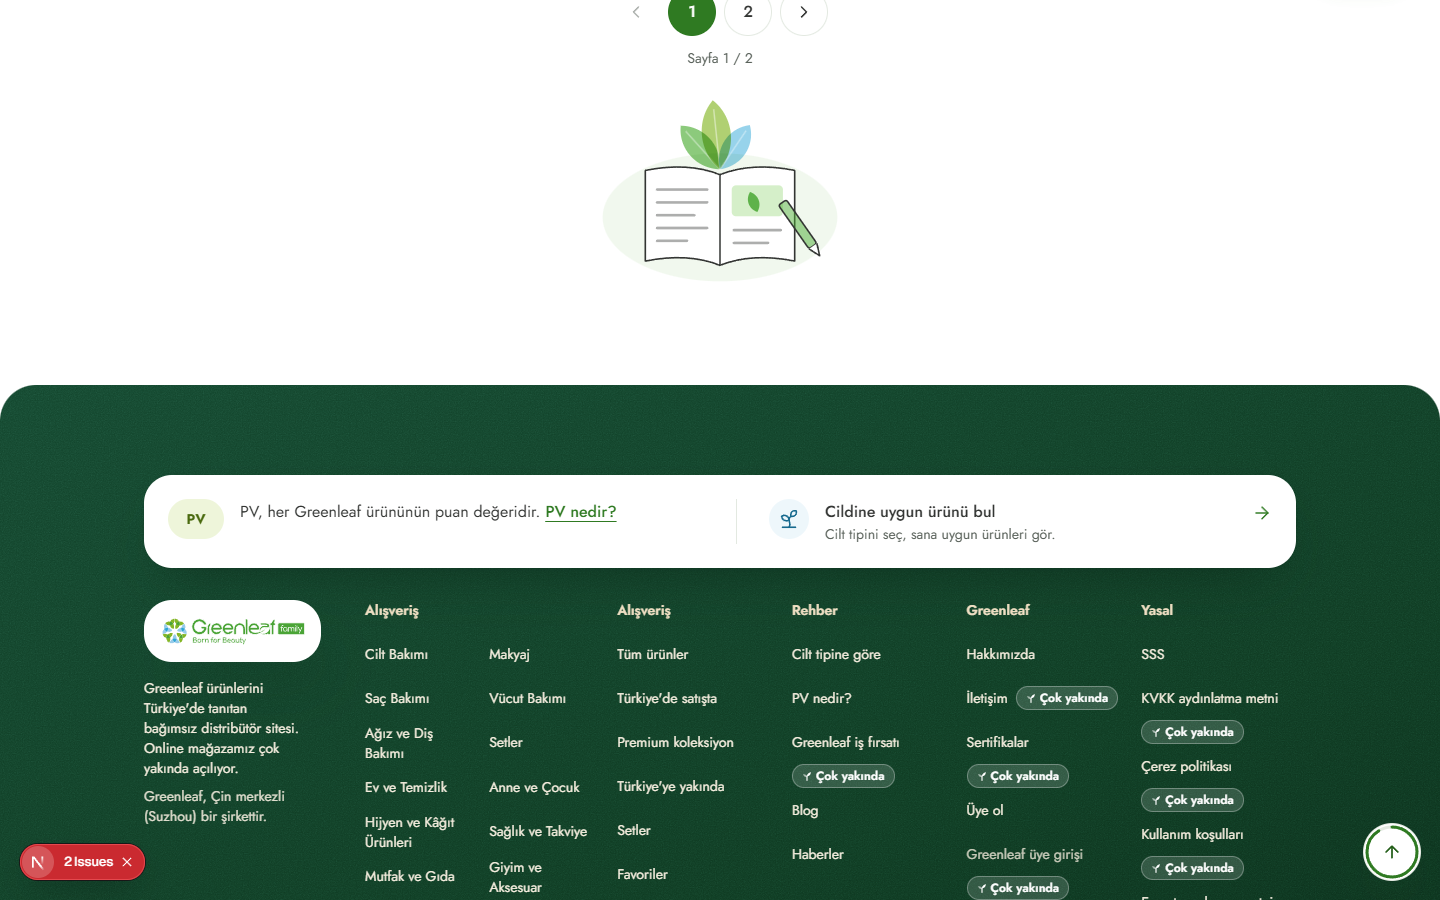 1
2
Sayfa 1 / 2
PV
PV, her Greenleaf ürününün puan değeridir. PV nedir?
Cildine uygun ürünü bul
Cilt tipini seç, sana uygun ürünleri gör.
Greenleaf family
Born for Beauty
Greenleaf ürünlerini
Türkiye'de tanıtan
bağımsız distribütör sitesi.
Online mağazamız çok
yakında açılıyor.
Greenleaf, Çin merkezli
(Suzhou) bir şirkettir.
Alışveriş
Cilt Bakımı
Saç Bakımı
Ağız ve Diş
Bakımı
Ev ve Temizlik
Hijyen ve Kâğıt
Ürünleri
Mutfak ve Gıda
Makyaj
Vücut Bakımı
Setler
Anne ve Çocuk
Sağlık ve Takviye
Giyim ve
Aksesuar
Alışveriş
Tüm ürünler
Türkiye'de satışta
Premium koleksiyon
Türkiye'ye yakında
Setler
Favoriler
Rehber
Cilt tipine göre
PV nedir?
Greenleaf iş fırsatı
Çok yakında
Blog
Haberler
Greenleaf
Hakkımızda
İletişim Çok yakında
Sertifikalar
Çok yakında
Üye ol
Greenleaf üye girişi
Çok yakında
Yasal
SSS
KVKK aydınlatma metni
Çok yakında
Çerez politikası
Çok yakında
Kullanım koşulları
Çok yakında
N 2 Issues